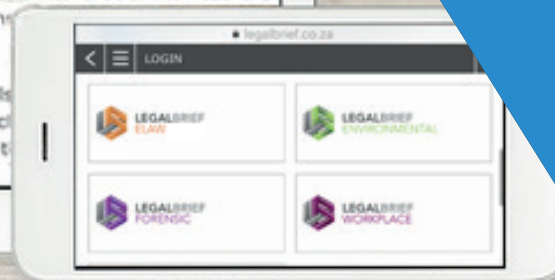 legalbrief.co.za
LOGIN
LEGALBRIEF
ELAW
LEGALBRIEF
ENVIRONMENTAL
LEGALBRIEF
FORENSIC
LEGALBRIEF
WORKPLACE